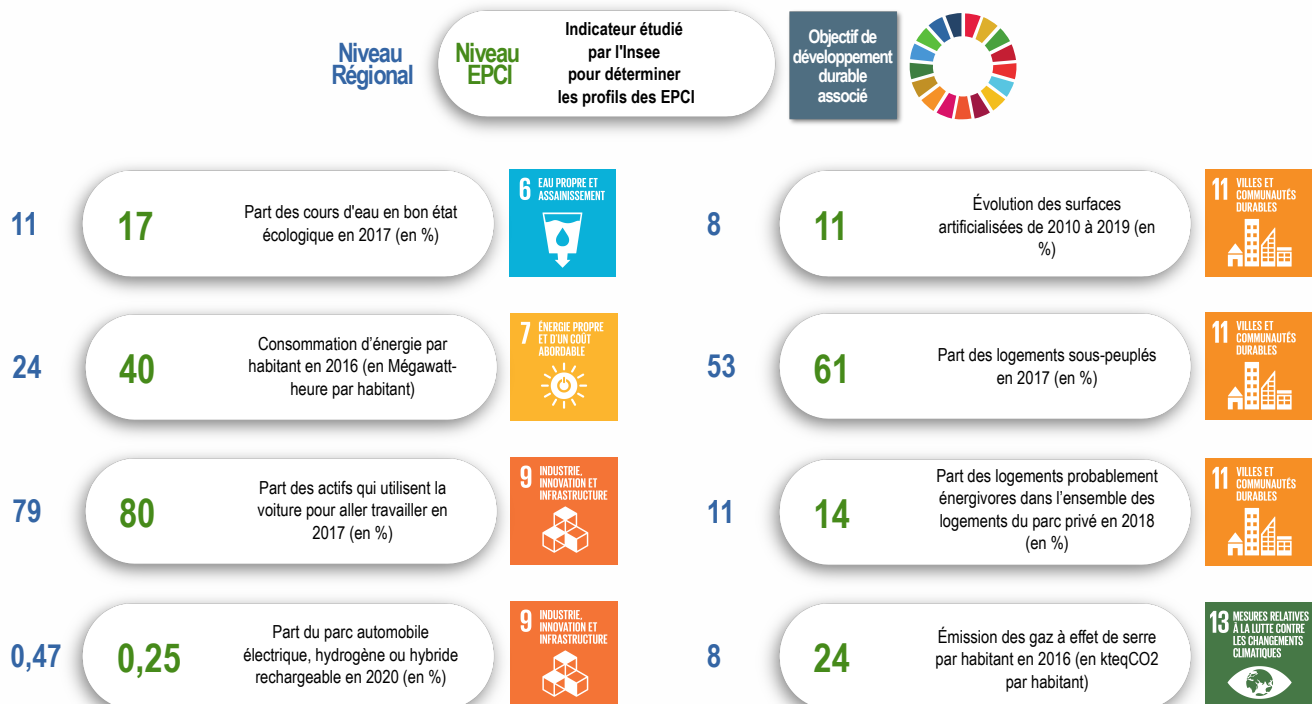 Niveau
Régional
Niveau
EPCI
Indicateur étudié
par l'Insee
pour déterminer
les profils des EPCI
Objectif de
développement
durable
associé
11
17
Part des cours d'eau en bon état
écologique en 2017 (en %)
6 EAU PROPRE ET
ASSAINISSEMENT
8
11
Évolution des surfaces
artificialisées de 2010 à 2019 (en
%)
11 VILLES ET
COMMUNAUTÉS
DURABLES
24
40
Consommation d'énergie par
habitant en 2016 (en Mégawatt-
heure par habitant)
7 ÉNERGIE PROPRE
ET D'UN COÛT
ABORDABLE
53
61
Part des logements sous-peuplés
en 2017 (en %)
11 VILLES ET
COMMUNAUTÉS
DURABLES
79
80
Part des actifs qui utilisent la
voiture pour aller travailler en
2017 (en %)
9 INDUSTRIE,
INNOVATION ET
INFRASTRUCTURE
11
14
Part des logements probablement
énergivores dans l'ensemble des
logements du parc privé en 2018
(en %)
11 VILLES ET
COMMUNAUTÉS
DURABLES
0,47
0,25
Part du parc automobile
électrique, hydrogène ou hybride
rechargeable en 2020 (en %)
9 INDUSTRIE,
INNOVATION ET
INFRASTRUCTURE
8
24
Émission des gaz à effet de serre
par habitant en 2016 (en kteqCO2
par habitant)
13 MESURES RELATIVES
À LA LUTTE CONTRE
LES CHANGEMENTS
CLIMATIQUES